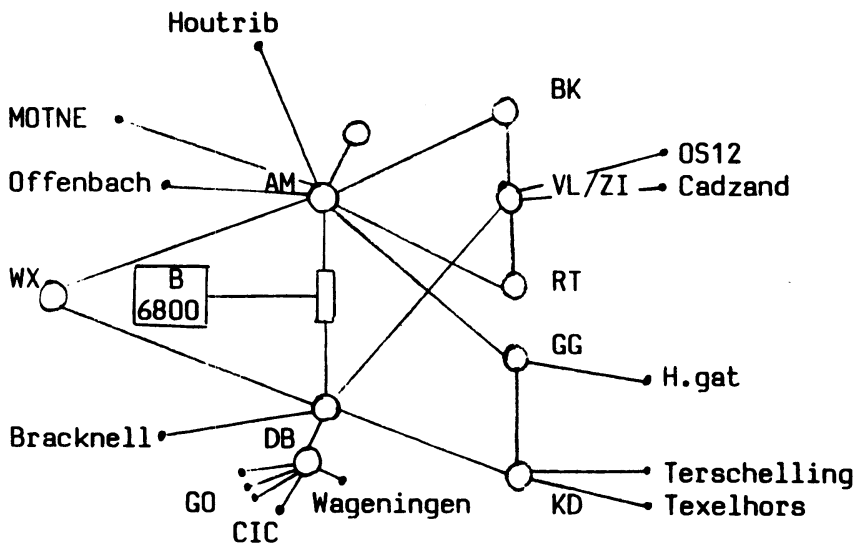 Houtrib
BK
MOTNE
OS12
Offenbach
AM
VL/ZI
Cadzand
WX
B
6800
RT
GG
H.gat
Bracknell
DB
Terschelling
GO
Wageningen
KD
Texelhors
CIC